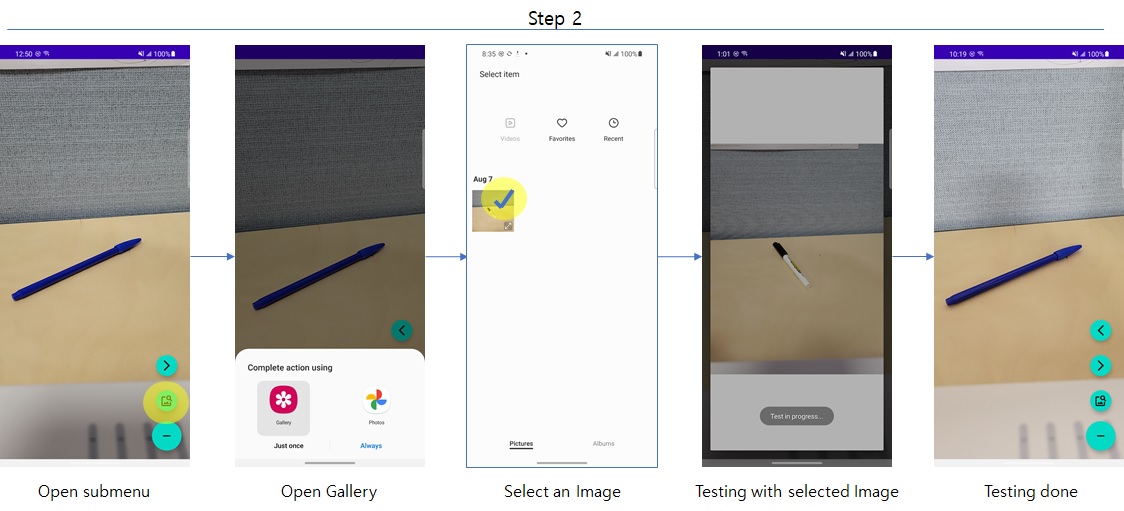 Step 2
12:50 100%
8:35 100%
Select item
Videos Favorites Recent
Aug 7
Pictures Albums
Complete action using
Gallery Photos
Just once Always
1:01 100%
Test in progress...
10:19 100%
Open submenu
Open Gallery
Select an Image
Testing with selected Image
Testing done